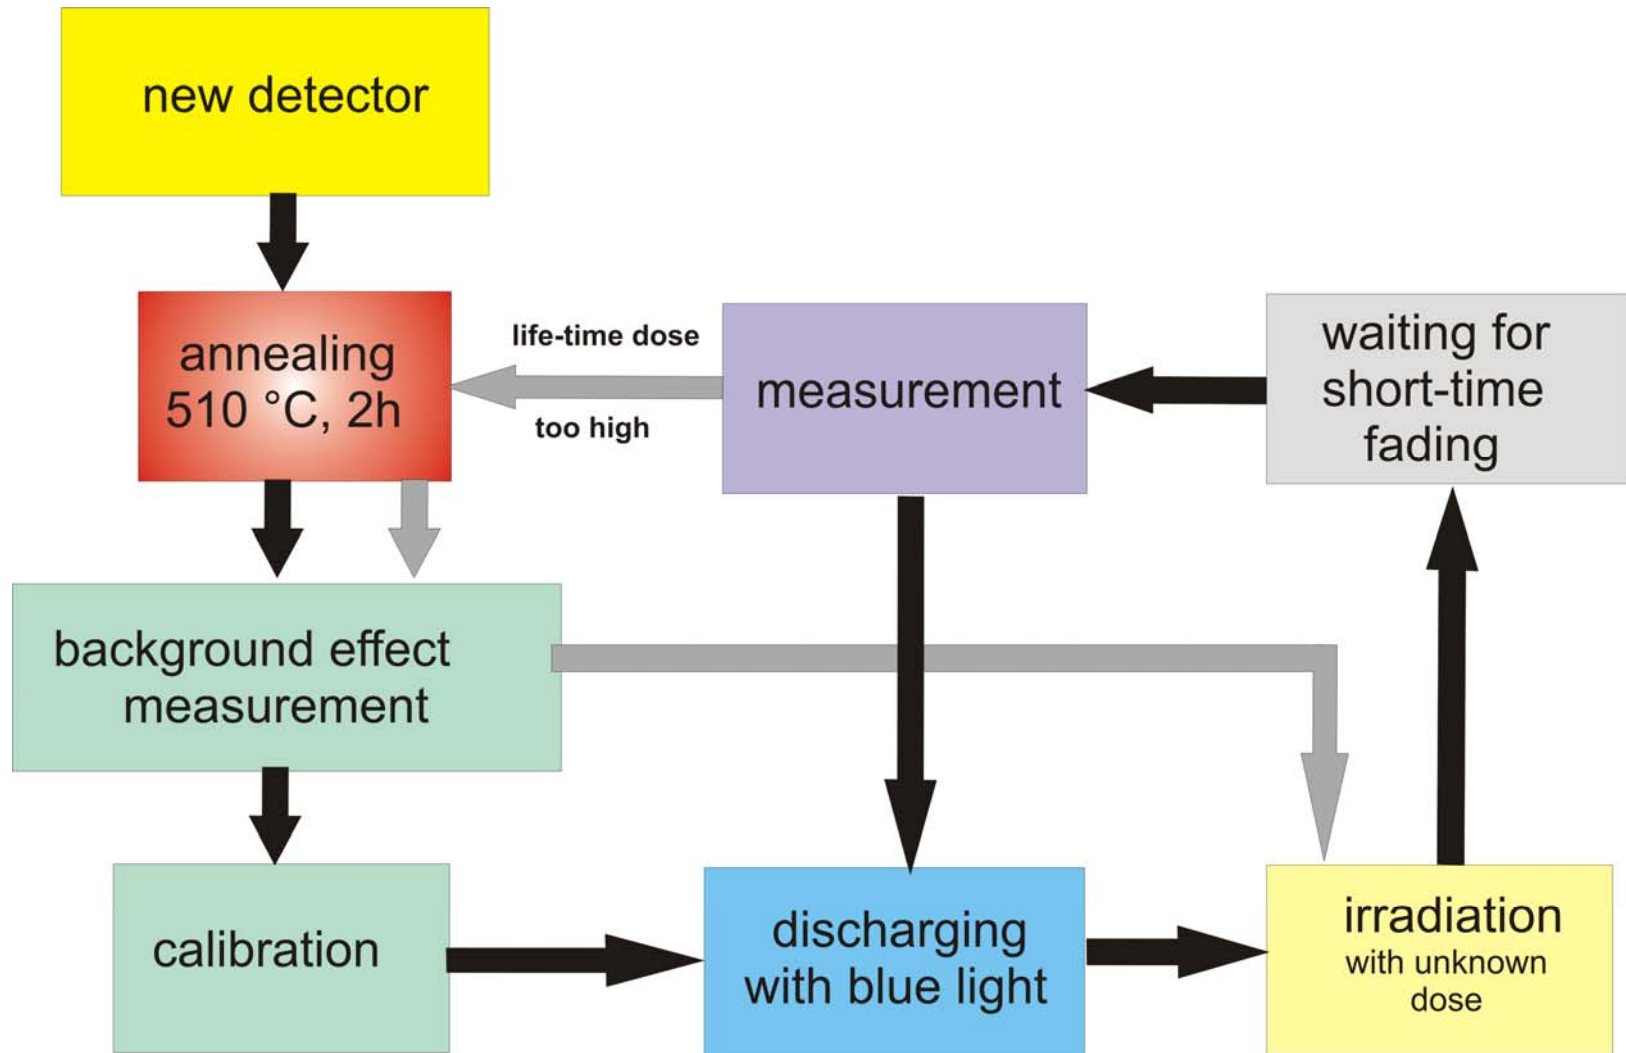 new detector
annealing
510 °C, 2h
life-time dose
too high
measurement
waiting for
short-time
fading
background effect
measurement
calibration
discharging
with blue light
irradiation
with unknown
dose